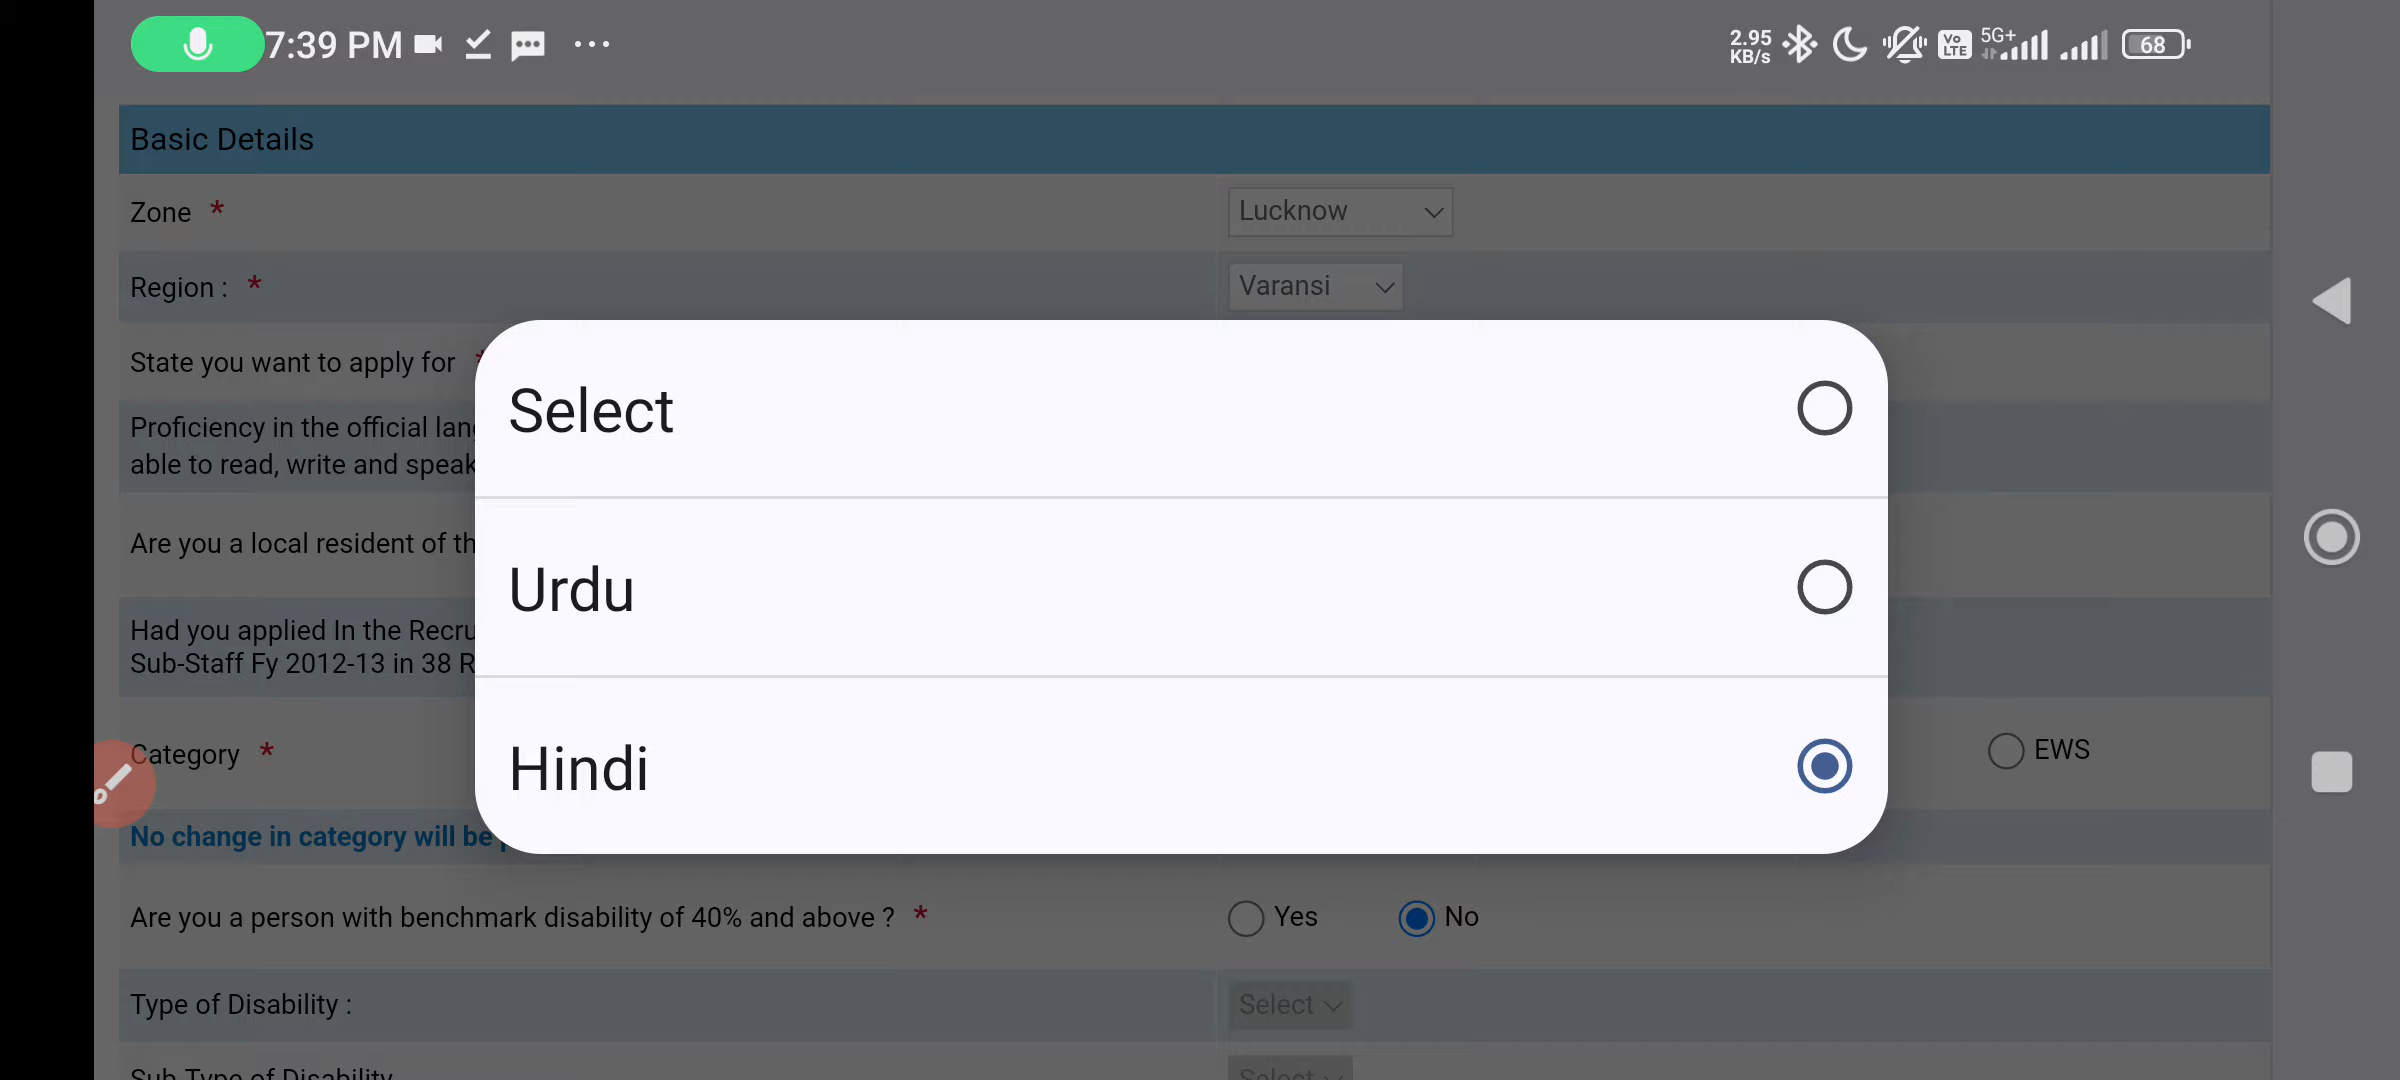 7:39 PM
2.95
KB/s
Vo
LTE
5G+
68
Basic Details
Zone *
Lucknow
Region : *
Varansi
State you want to apply for
Proficiency in the official
able to read, write and speak
Are you a local resident of
Had you applied In the
Sub-Staff Fy 2012-13 in 38
Select
Urdu
Hindi
Category *
EWS
No change in category will be
Are you a person with benchmark disability of 40% and above ? *
Yes
No
Type of Disability :
Select
Sub Type of Disability
Select